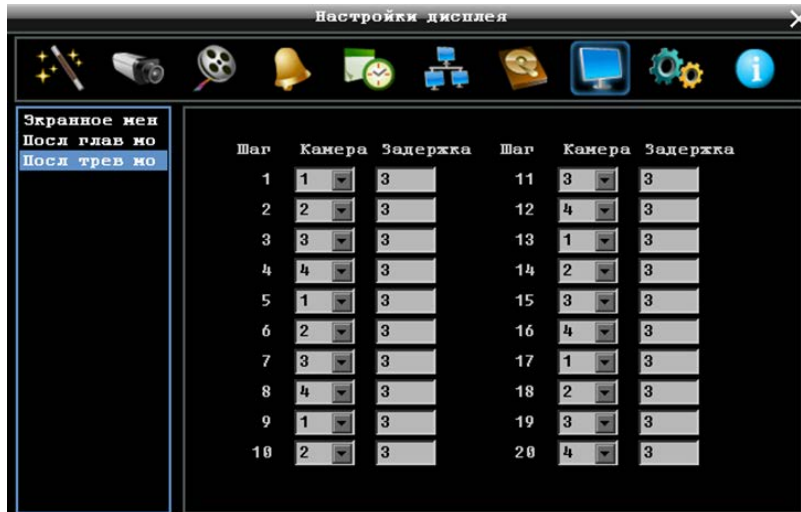 Настройки дисплея
Экранное мен
Посл глав мо
Посл трев мо
Шаг Камера Задержка Шаг Камера Задержка
1 1 3 11 3 3
2 2 3 12 4 3
3 3 3 13 1 3
4 4 3 14 2 3
5 1 3 15 3 3
6 2 3 16 4 3
7 3 3 17 1 3
8 4 3 18 2 3
9 1 3 19 3 3
10 2 3 20 4 3